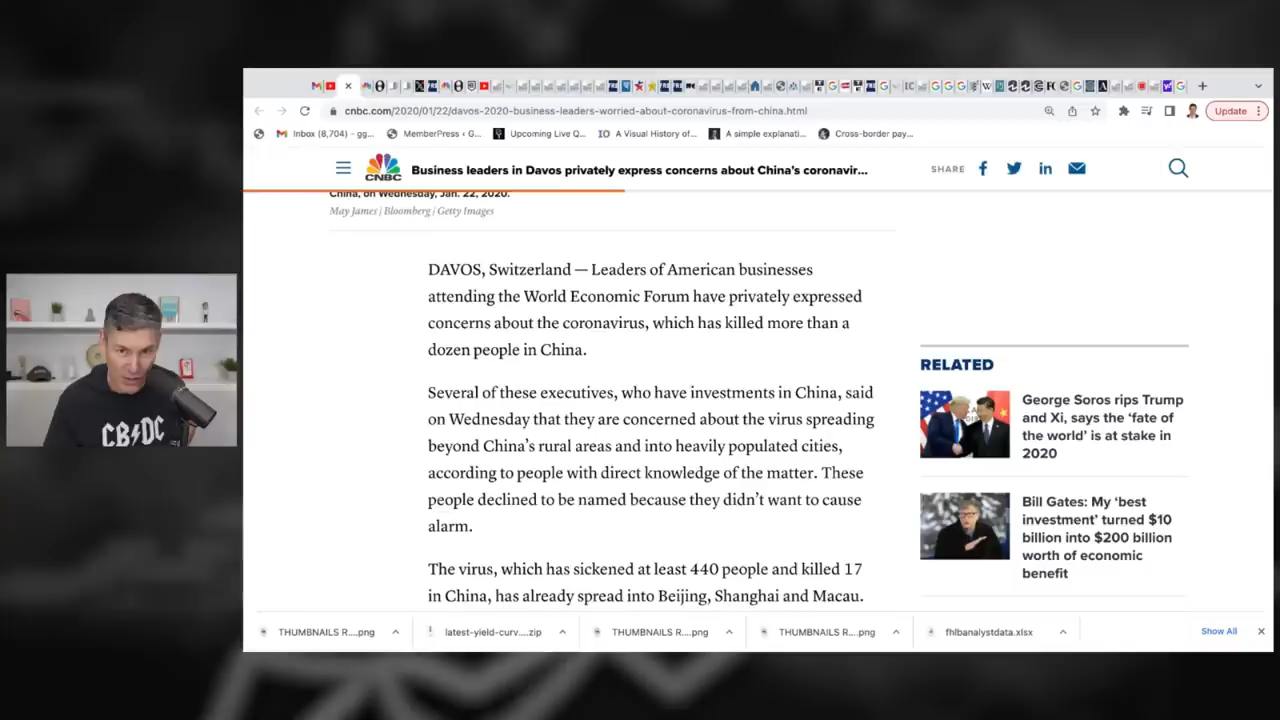 cnbc.com/2020/01/22/davos-2020-business-leaders-worried-about-coronavirus-from-china.html
Update
Inbox (8,704) - gg...
MemberPress ‹ G...
Upcoming Live Q...
A Visual History of...
A simple explanati...
Cross-border pay...
CNBC
Business leaders in Davos privately express concerns about China's coronavir...
SHARE
China, on Wednesday, Jan. 22, 2020.
May James | Bloomberg | Getty Images
DAVOS, Switzerland — Leaders of American businesses
attending the World Economic Forum have privately expressed
concerns about the coronavirus, which has killed more than a
dozen people in China.
Several of these executives, who have investments in China, said
on Wednesday that they are concerned about the virus spreading
beyond China's rural areas and into heavily populated cities,
according to people with direct knowledge of the matter. These
people declined to be named because they didn't want to cause
alarm.
The virus, which has sickened at least 440 people and killed 17
in China, has already spread into Beijing, Shanghai and Macau.
RELATED
George Soros rips Trump
and Xi, says the 'fate of
the world' is at stake in
2020
Bill Gates: My 'best
investment' turned $10
billion into $200 billion
worth of economic
benefit
CB⚡DC
THUMBNAILS R....png
latest-yield-curv....zip
THUMBNAILS R....png
THUMBNAILS R....png
fhlbanalystdata.xlsx
Show All